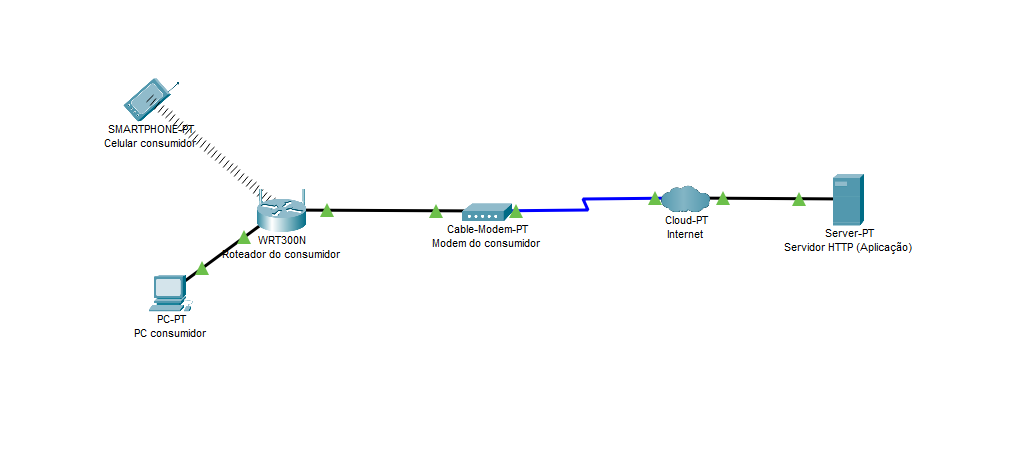 SMARTPHONE-PT
Celular consumidor
WRT300N
Roteador do consumidor
PC-PT
PC consumidor
Cable-Modem-PT
Modem do consumidor
Cloud-PT
Internet
Server-PT
Servidor HTTP (Aplicação)